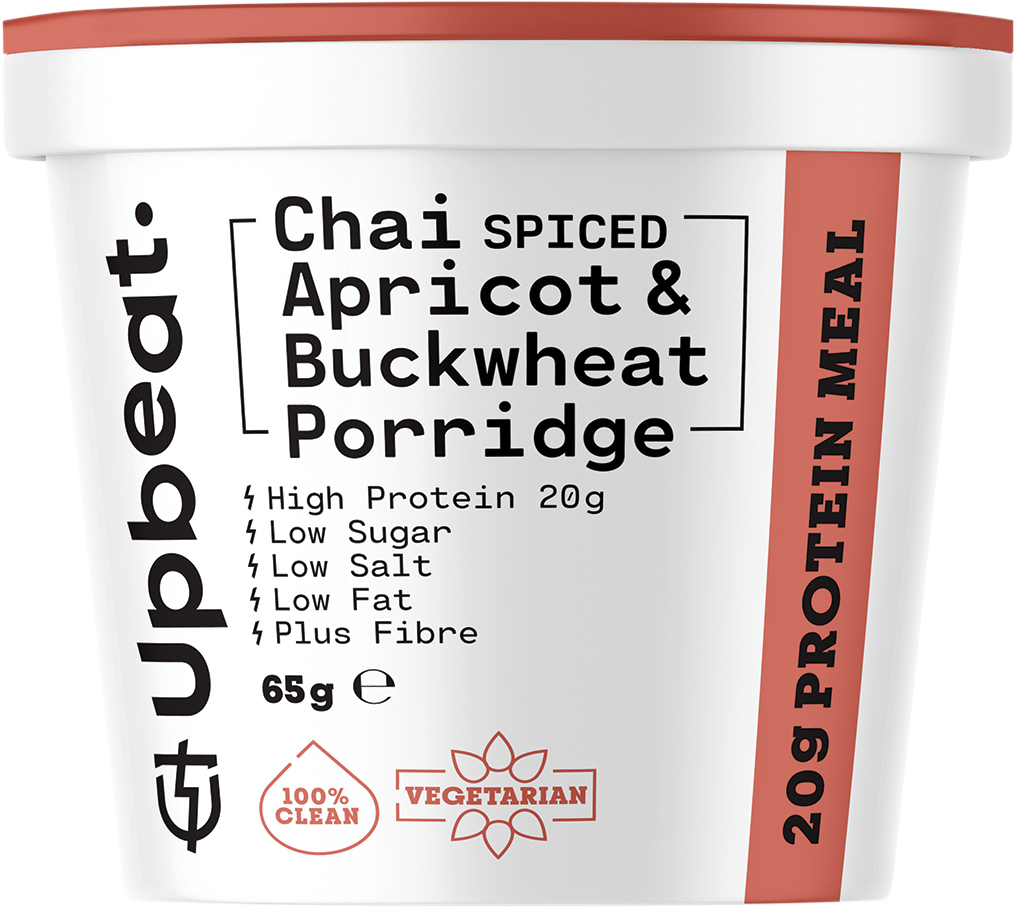 Upbeat.
Chai SPICED
Apricot &
Buckwheat
Porridge
High Protein 20g
Low Sugar
Low Salt
Low Fat
Plus Fibre
65g ℮
100%
CLEAN
VEGETARIAN
20g PROTEIN MEAL